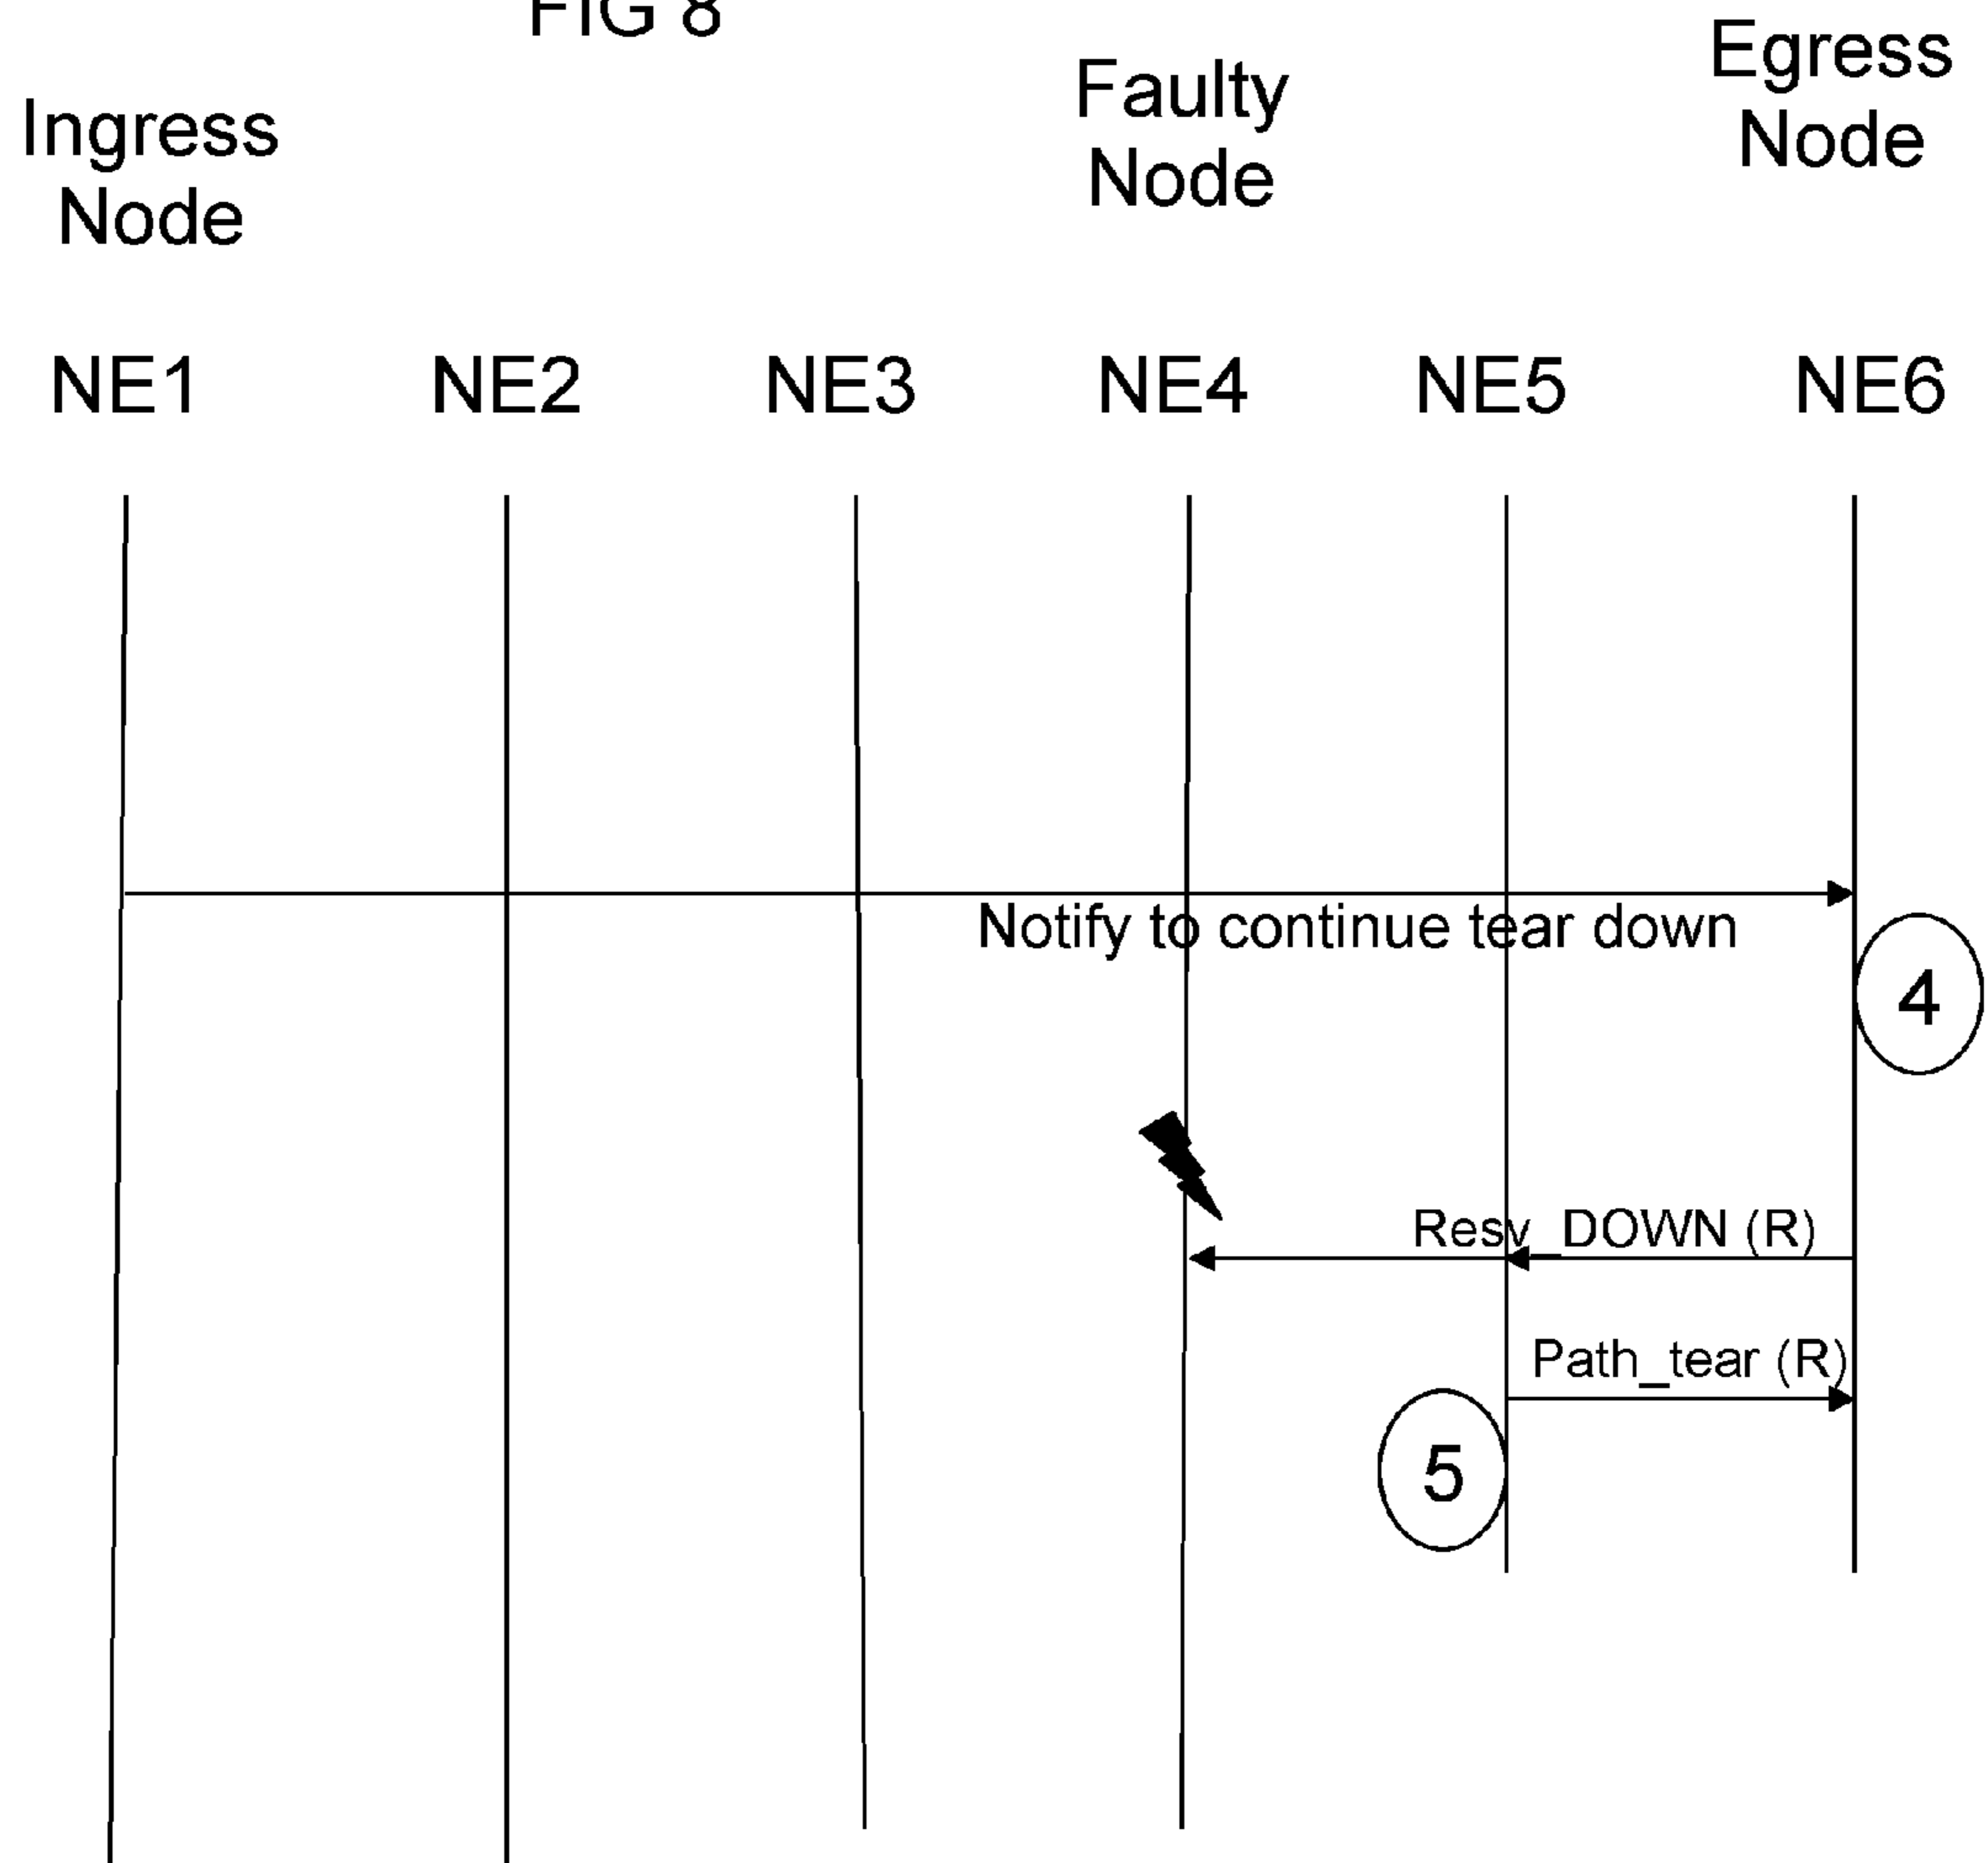 FIG 8
Egress
Node
Faulty
Node
Ingress
Node
NE1 NE2 NE3 NE4 NE5 NE6
Notify to continue tear down
4
Resv_DOWN (R)
Path_tear (R)
5